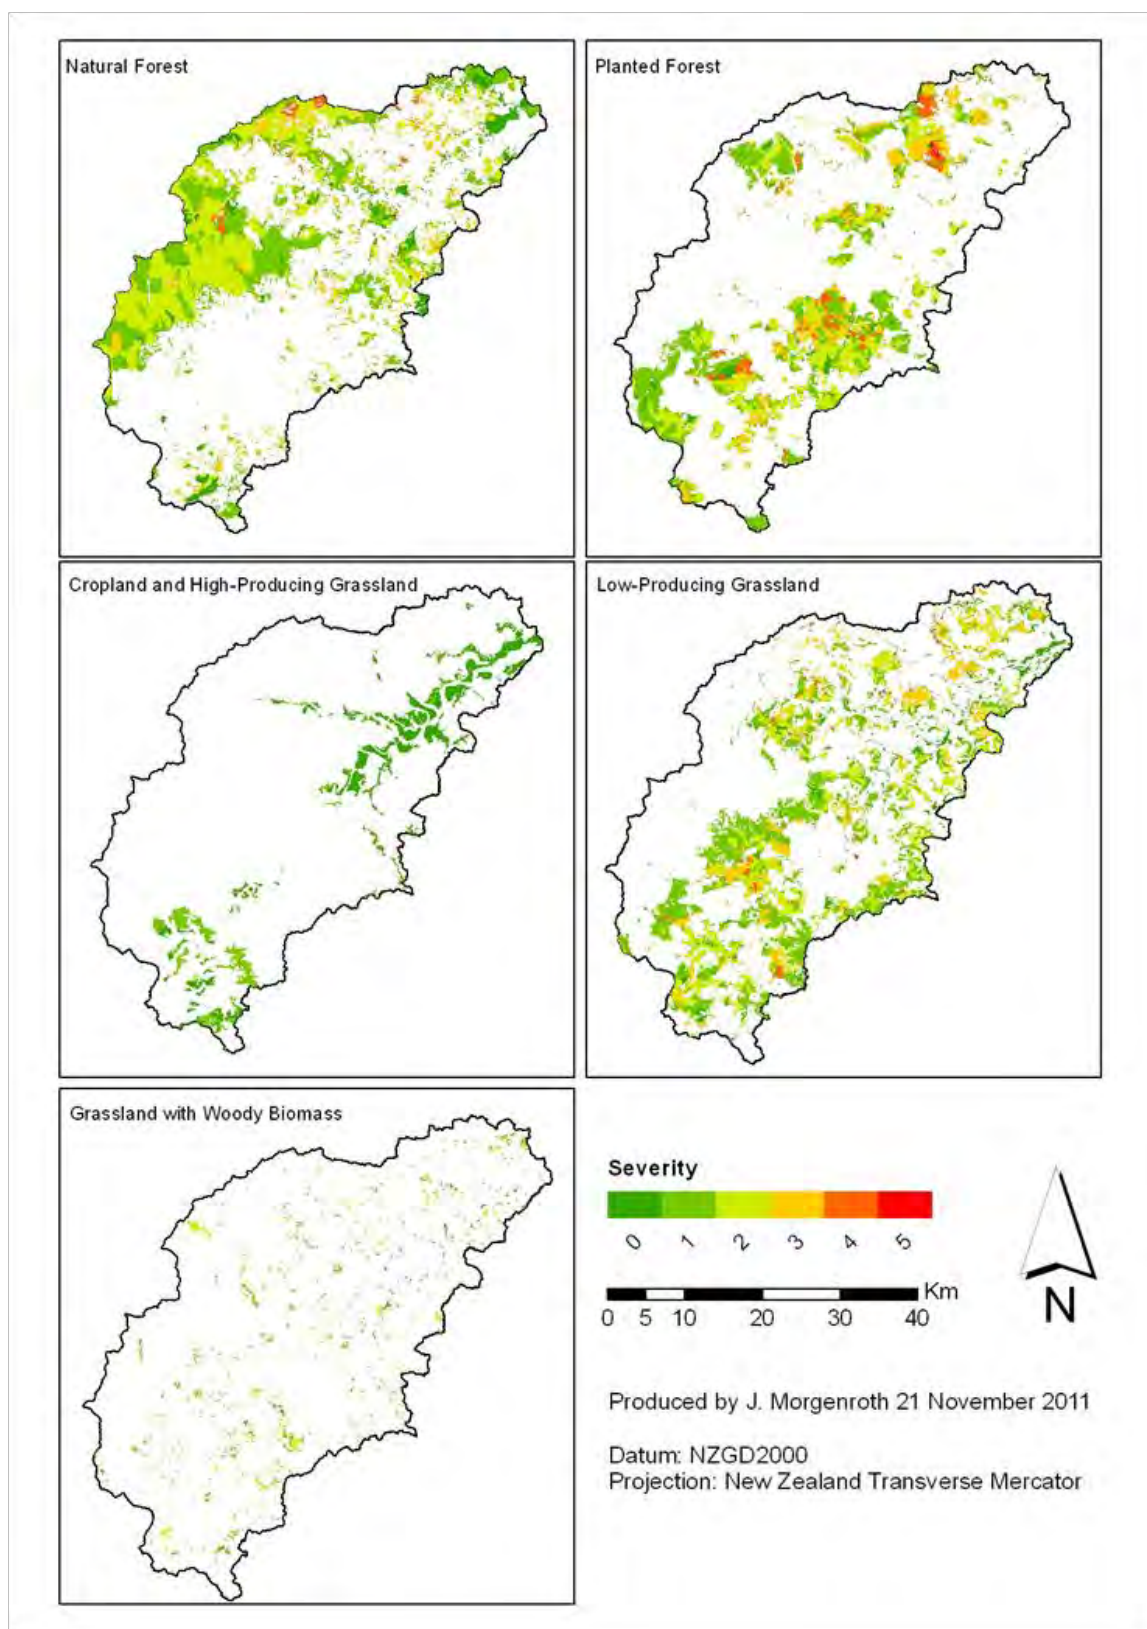 Natural Forest
Planted Forest
Cropland and High-Producing Grassland
Low-Producing Grassland
Grassland with Woody Biomass
Severity
0 1 2 3 4 5
Km
0 5 10 20 30 40
N
Produced by J. Morgenroth 21 November 2011
Datum: NZGD2000
Projection: New Zealand Transverse Mercator